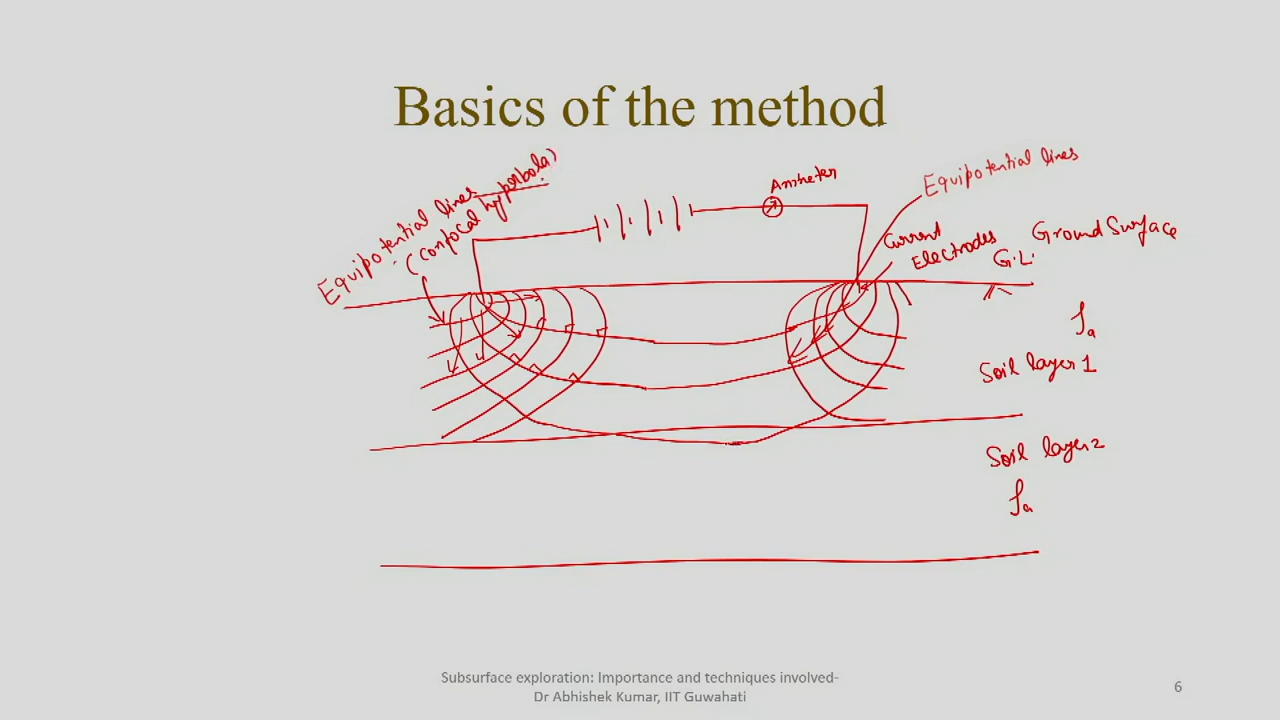 Basics of the method
Equipotential lines
(confocal hyperbola)
Ammeter
Equipotential lines
Current
Electrodes
G.L.
Ground Surface
ρa
Soil layer 1
Soil layer 2
ρa
Subsurface exploration: Importance and techniques involved-
Dr Abhishek Kumar, IIT Guwahati
6